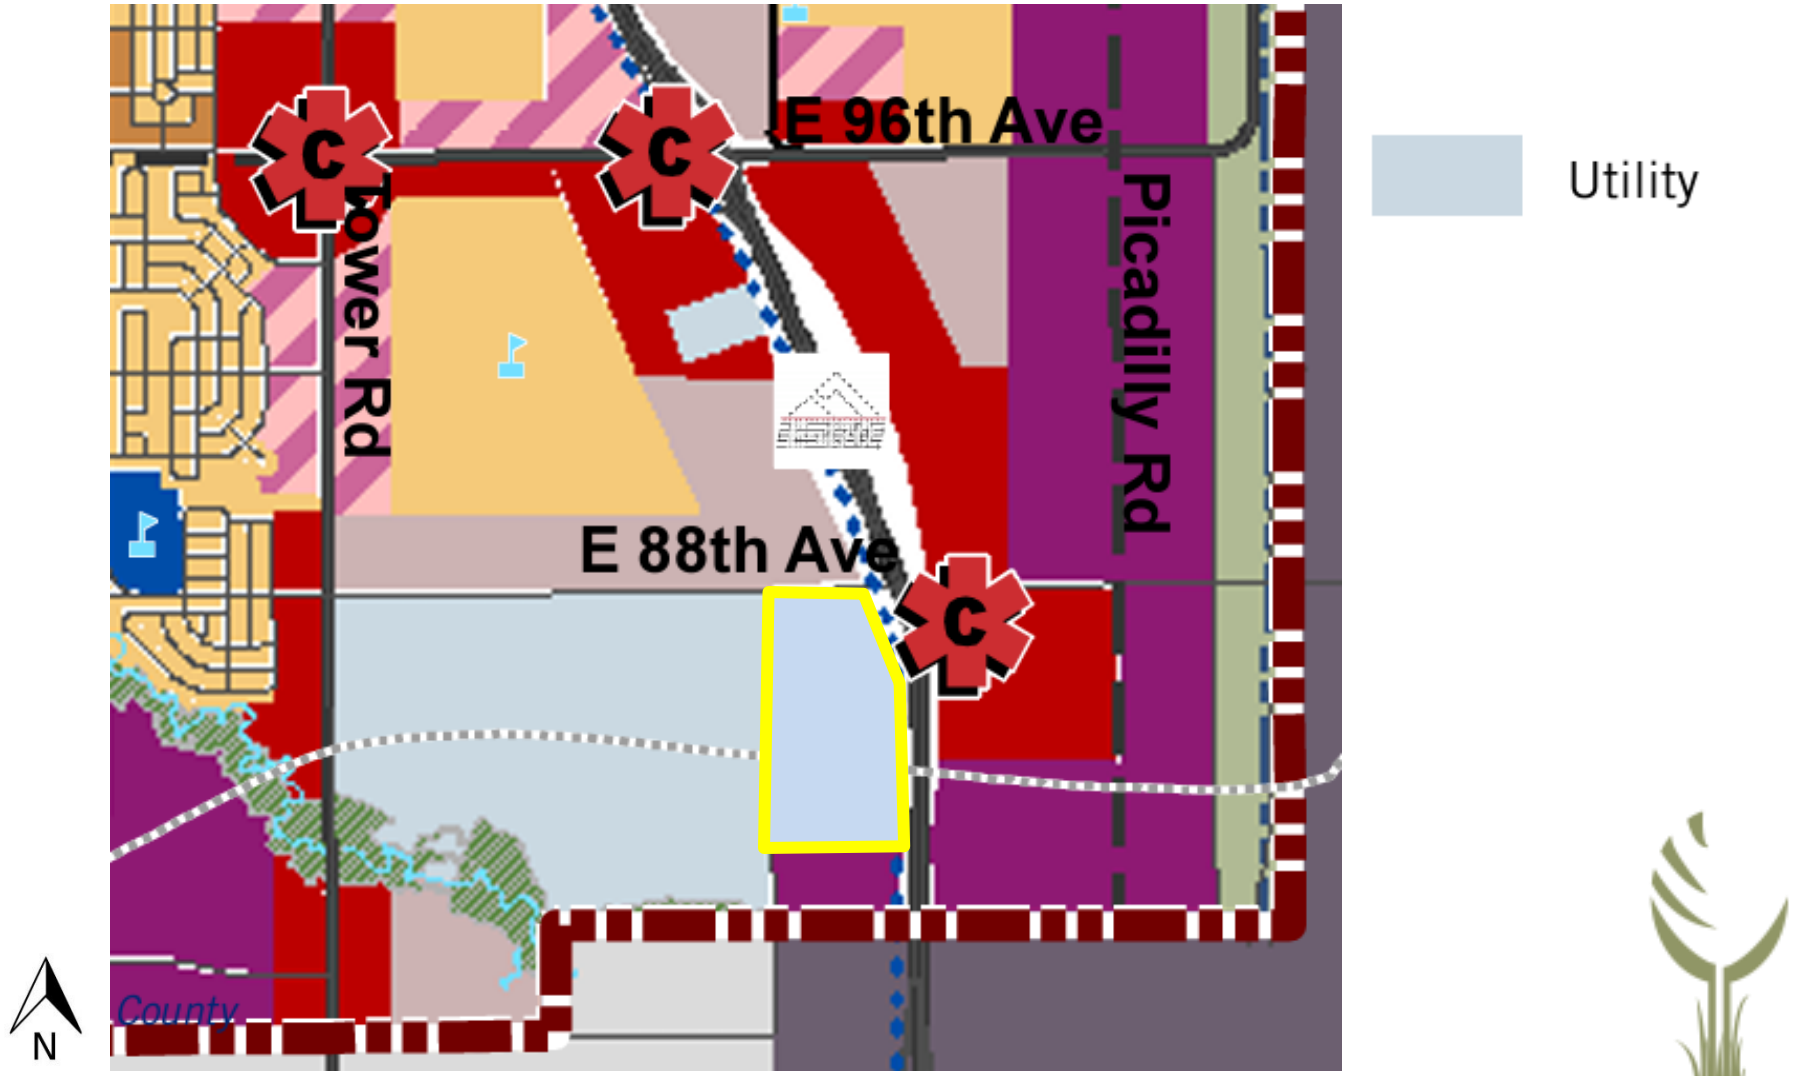 E 96th Ave
C
C
Tower Rd
Picadilly Rd
E 88th Ave
C
County
N
Utility